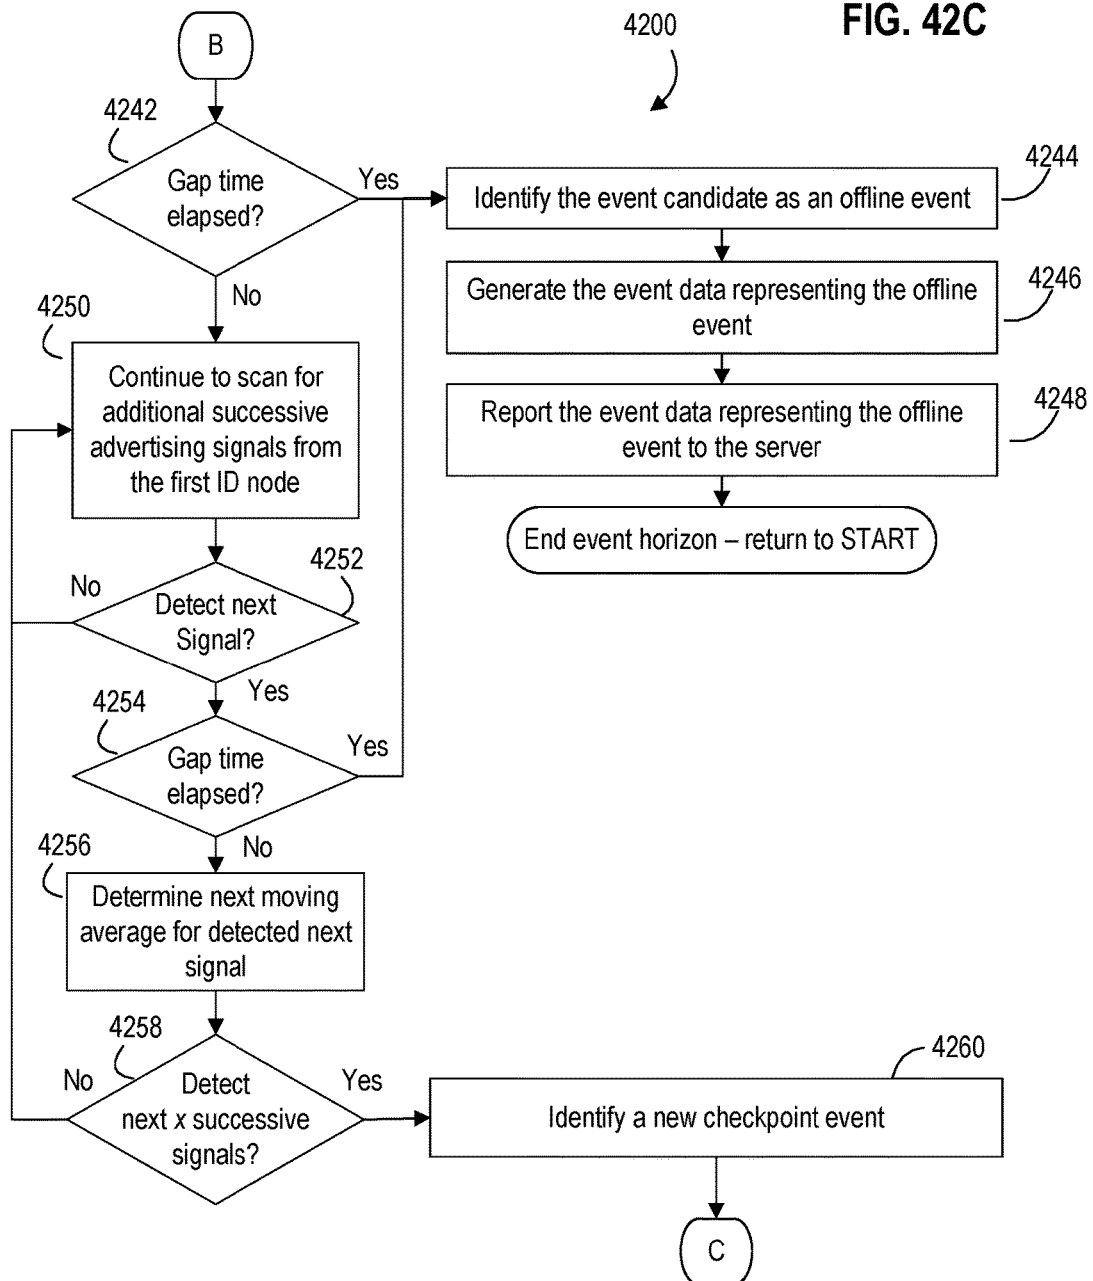 FIG. 42C
4200
B
4242
Gap time
elapsed?
Yes
No
4244
Identify the event candidate as an offline event
4246
Generate the event data representing the offline
event
4248
Report the event data representing the offline
event to the server
End event horizon – return to START
4250
Continue to scan for
additional successive
advertising signals from
the first ID node
4252
No
Detect next
Signal?
Yes
4254
Gap time
elapsed?
Yes
No
4256
Determine next moving
average for detected next
signal
4258
No
Detect
next x successive
signals?
Yes
4260
Identify a new checkpoint event
C